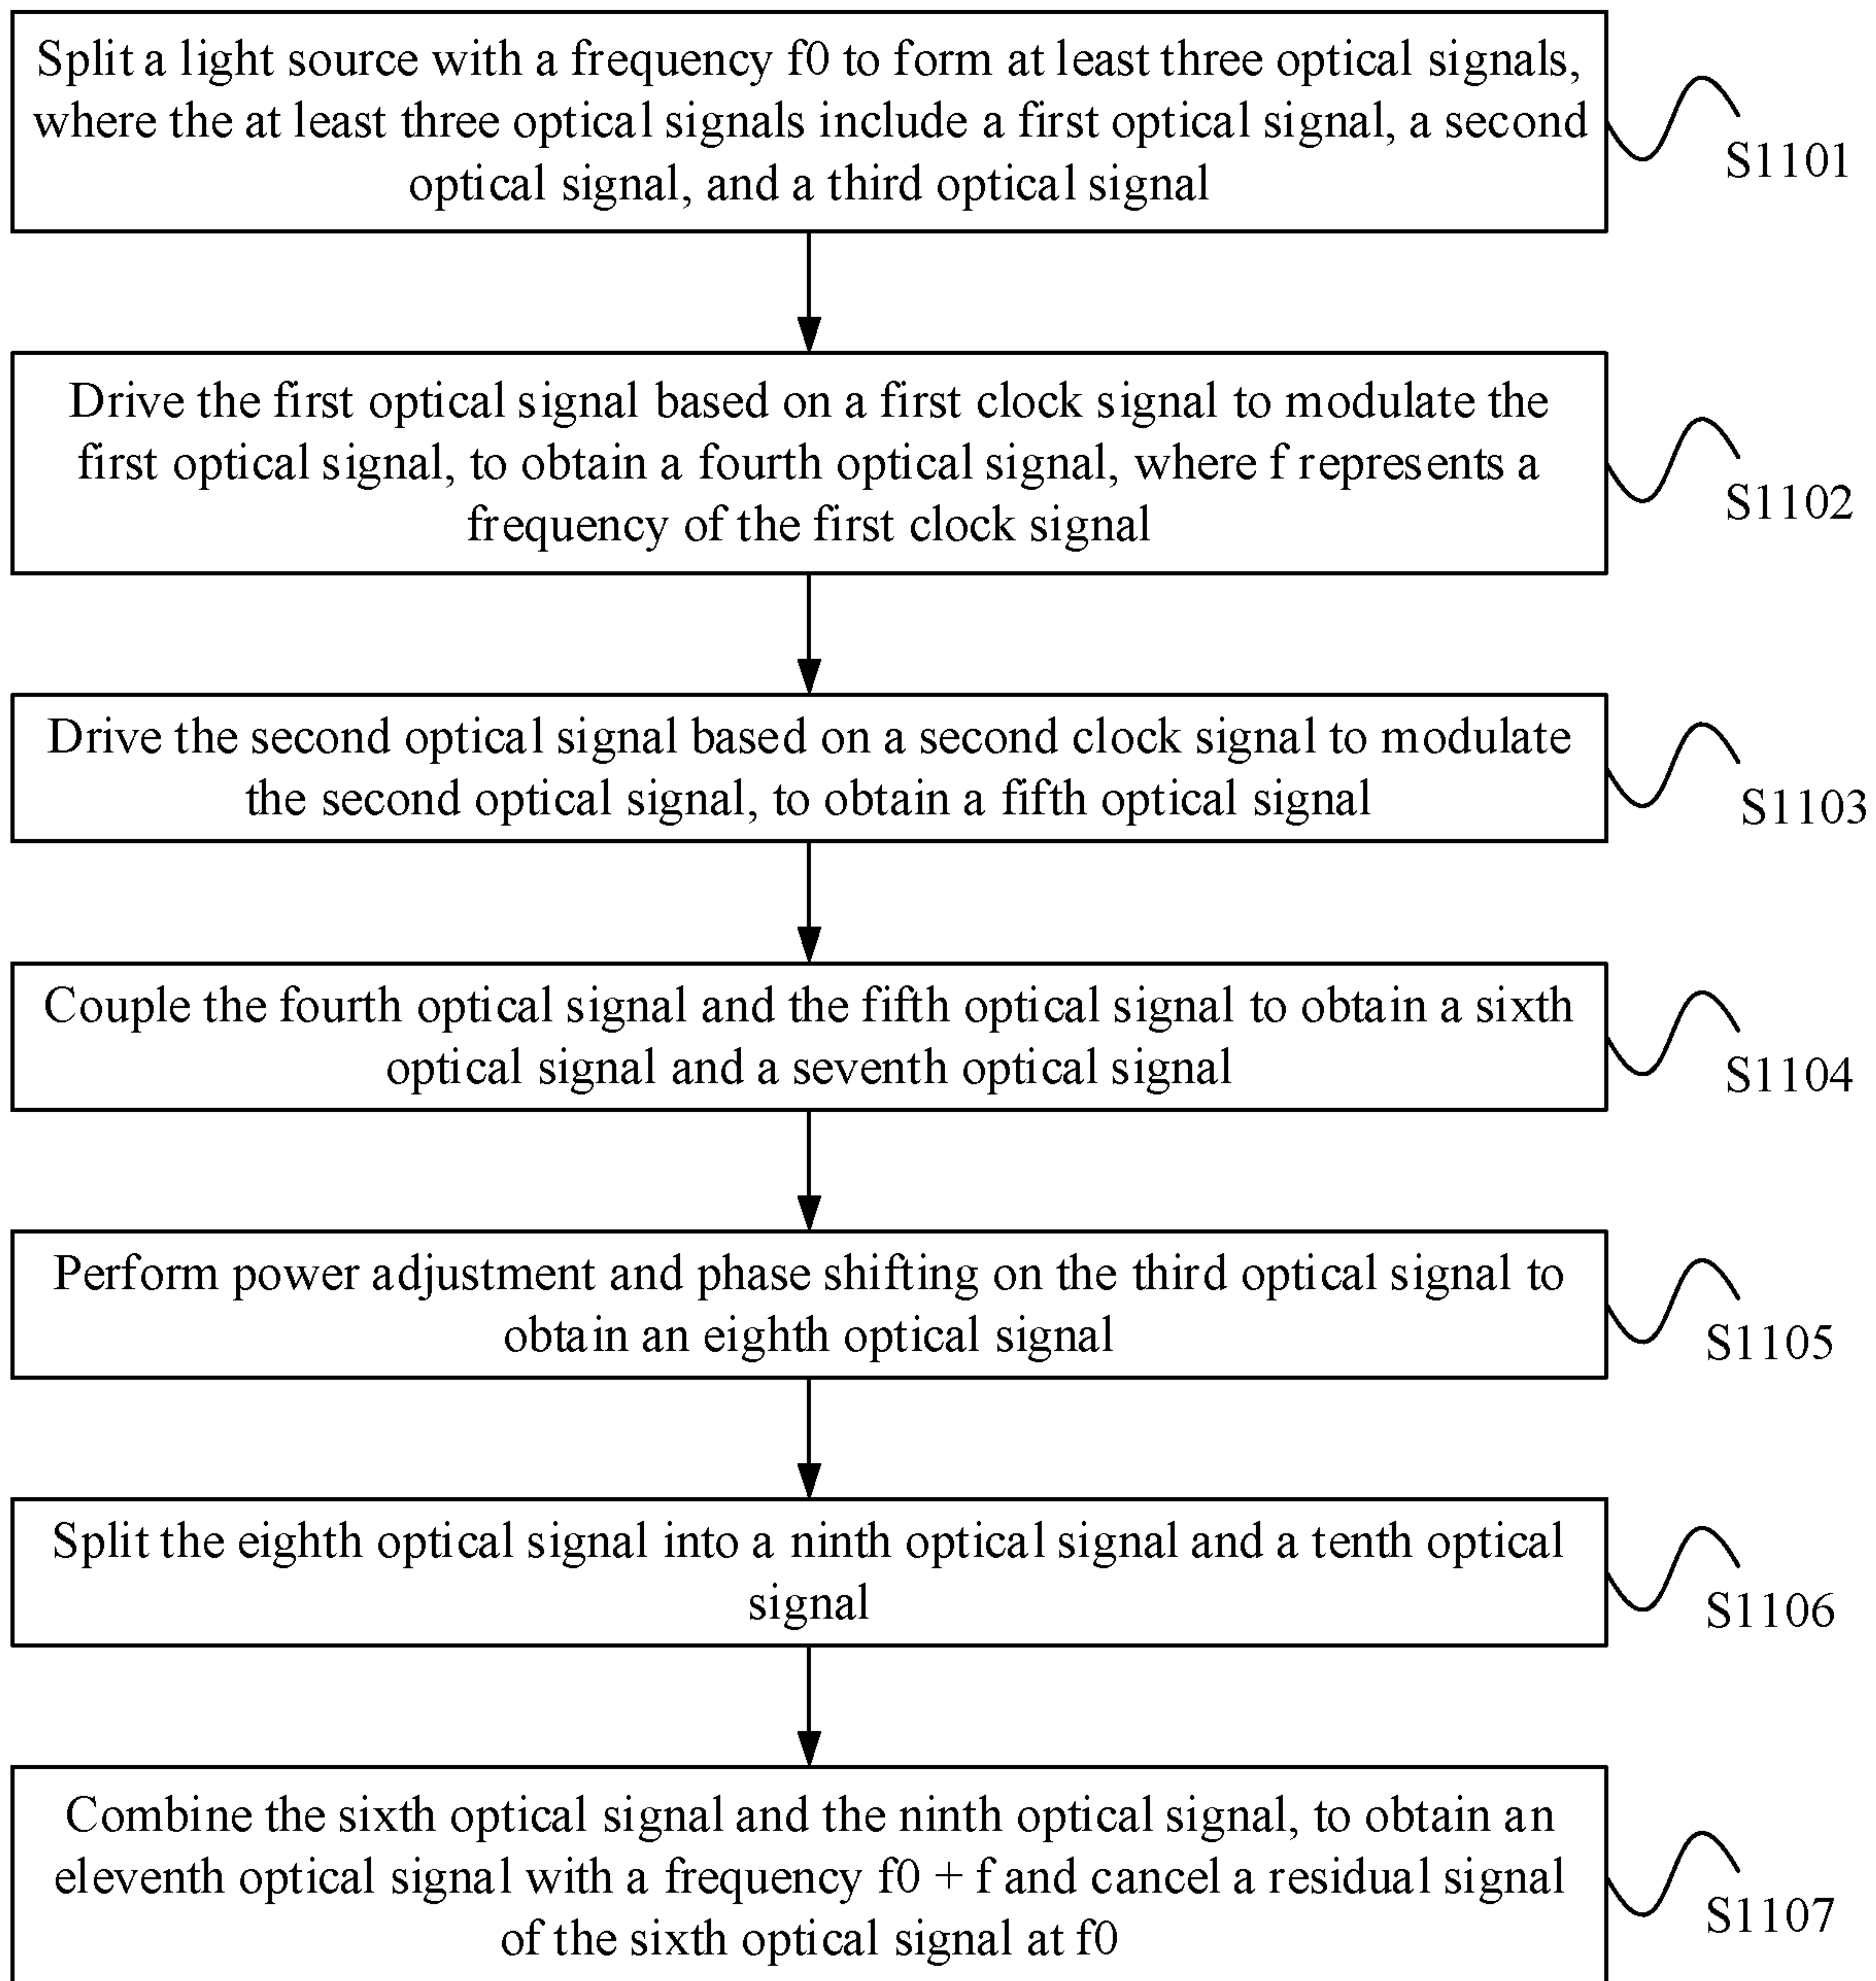 Split a light source with a frequency f0 to form at least three optical signals,
where the at least three optical signals include a first optical signal, a second
optical signal, and a third optical signal
S1101
Drive the first optical signal based on a first clock signal to modulate the
first optical signal, to obtain a fourth optical signal, where f represents a
frequency of the first clock signal
S1102
Drive the second optical signal based on a second clock signal to modulate
the second optical signal, to obtain a fifth optical signal
S1103
Couple the fourth optical signal and the fifth optical signal to obtain a sixth
optical signal and a seventh optical signal
S1104
Perform power adjustment and phase shifting on the third optical signal to
obtain an eighth optical signal
S1105
Split the eighth optical signal into a ninth optical signal and a tenth optical
signal
S1106
Combine the sixth optical signal and the ninth optical signal, to obtain an
eleventh optical signal with a frequency f0 + f and cancel a residual signal
of the sixth optical signal at f0
S1107